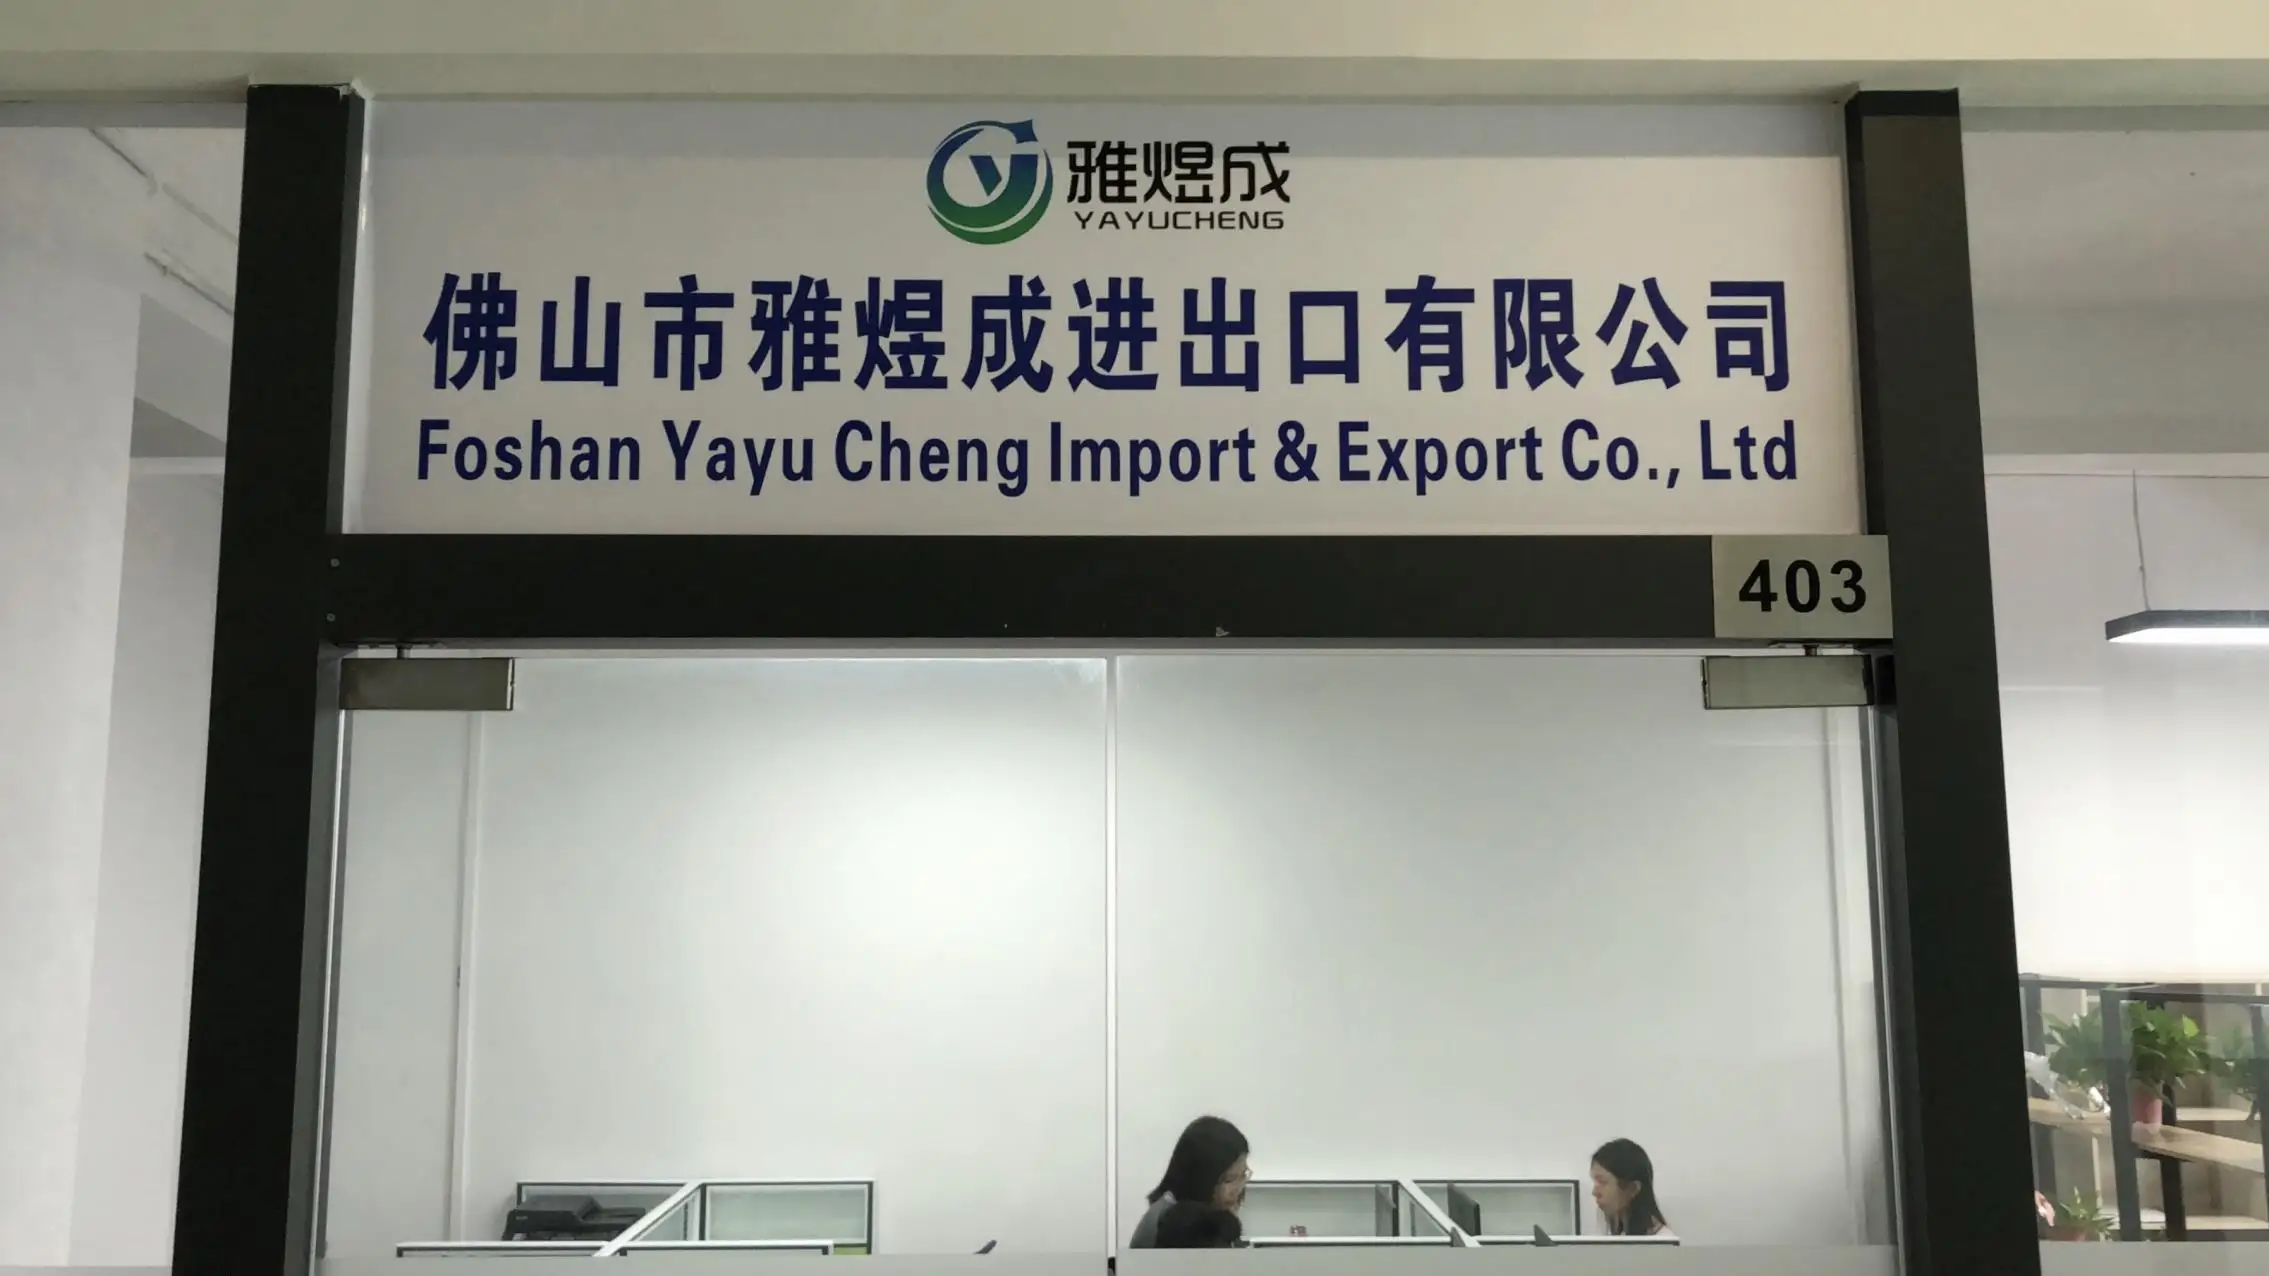 雅煜成
YAYUCHENG
佛山市雅煜成进出口有限公司
Foshan Yayu Cheng Import & Export Co., Ltd
403